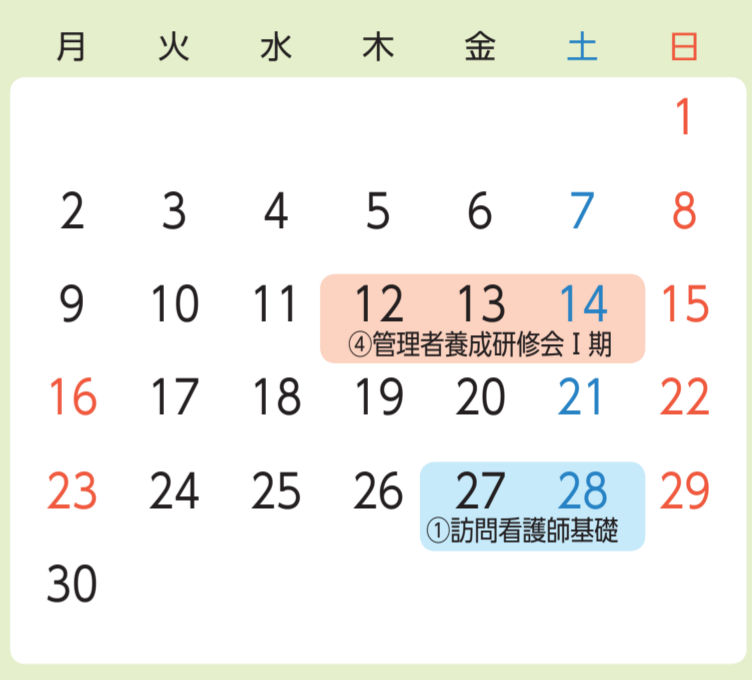 月 火 水 木 金 土 日
1
2 3 4 5 6 7 8
9 10 11 12 13 14 15
④管理者養成研修会Ⅰ期
16 17 18 19 20 21 22
23 24 25 26 27 28 29
①訪問看護師基礎
30